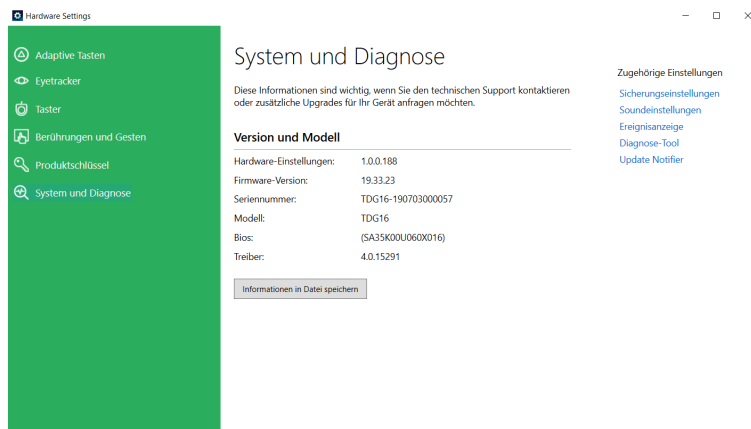 Hardware Settings
Adaptive Tasten
Eyetracker
Taster
Berührungen und Gesten
Produktschlüssel
System und Diagnose
System und Diagnose
Diese Informationen sind wichtig, wenn Sie den technischen Support kontaktieren
oder zusätzliche Upgrades für Ihr Gerät anfragen möchten.
Version und Modell
Hardware-Einstellungen: 1.0.0.188
Firmware-Version: 19.33.23
Seriennummer: TDG16-190703000057
Modell: TDG16
Bios: (SA35K00U060X016)
Treiber: 4.0.15291
Informationen in Datei speichern
Zugehörige Einstellungen
Sicherungseinstellungen
Soundeinstellungen
Ereignisanzeige
Diagnose-Tool
Update Notifier